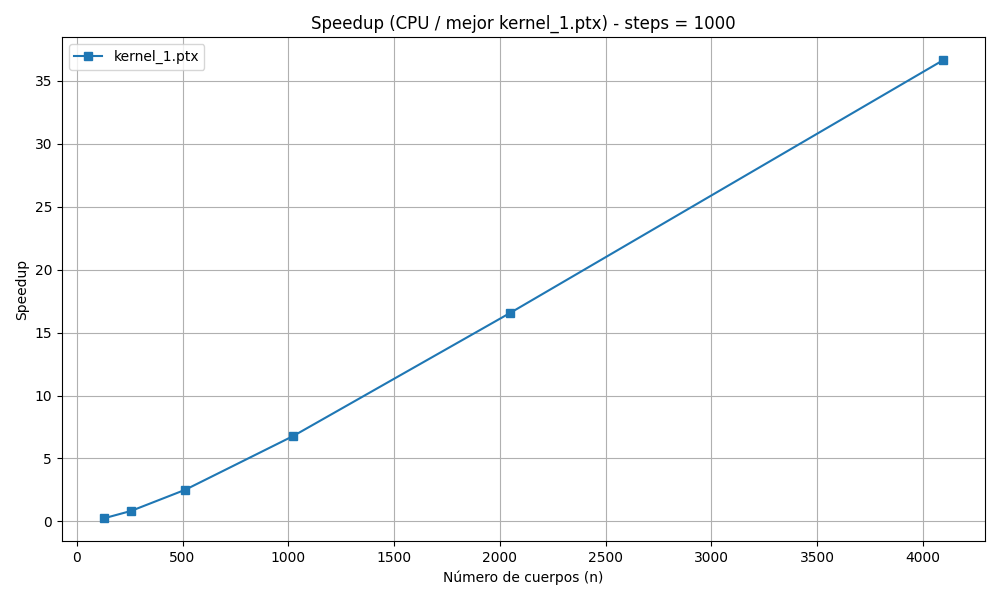 Speedup (CPU / mejor kernel_1.ptx) - steps = 1000
kernel_1.ptx
Speedup
35
30
25
20
15
10
5
0
0 500 1000 1500 2000 2500 3000 3500 4000
Número de cuerpos (n)